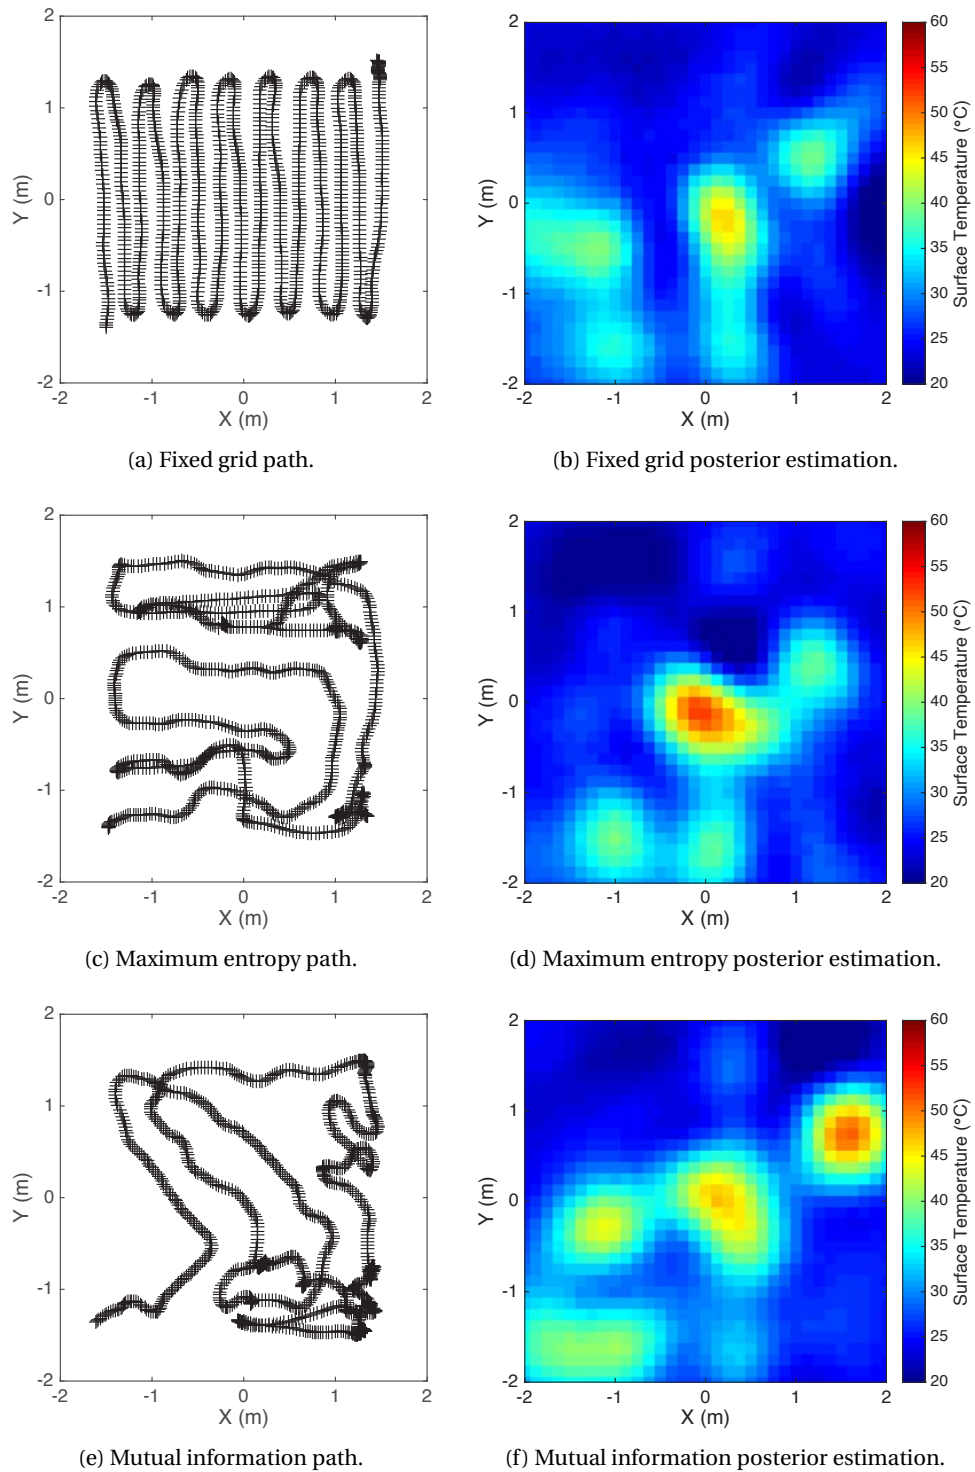 2
1
0
-1
-2
Y (m)
-2 -1 0 1 2
X (m)
(a) Fixed grid path.
2
1
0
-1
-2
Y (m)
-2 -1 0 1 2
X (m)
60
55
50
45
40
35
30
25
20
Surface Temperature (°C)
(b) Fixed grid posterior estimation.
2
1
0
-1
-2
Y (m)
-2 -1 0 1 2
X (m)
(c) Maximum entropy path.
2
1
0
-1
-2
Y (m)
-2 -1 0 1 2
X (m)
60
55
50
45
40
35
30
25
20
Surface Temperature (°C)
(d) Maximum entropy posterior estimation.
2
1
0
-1
-2
Y (m)
-2 -1 0 1 2
X (m)
(e) Mutual information path.
2
1
0
-1
-2
Y (m)
-2 -1 0 1 2
X (m)
60
55
50
45
40
35
30
25
20
Surface Temperature (°C)
(f) Mutual information posterior estimation.